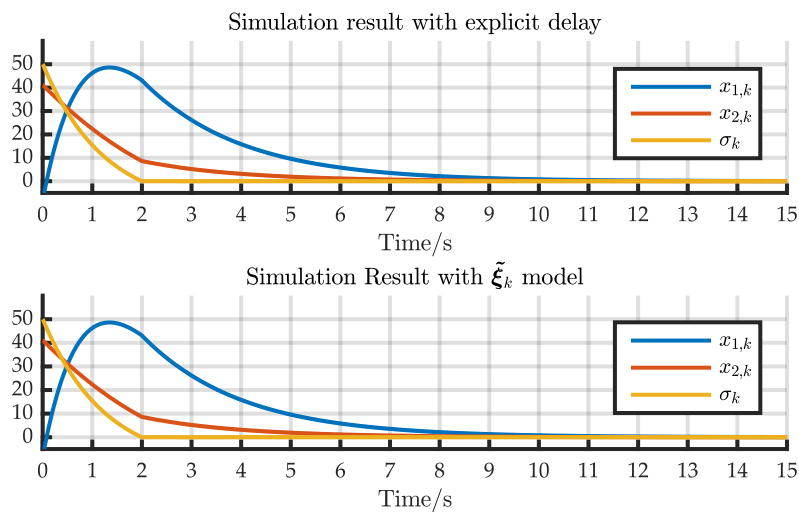 Simulation result with explicit delay
50
40
30
20
10
0
x₁,ₖ
x₂,ₖ
σₖ
0 1 2 3 4 5 6 7 8 9 10 11 12 13 14 15
Time/s
Simulation Result with ξ̃ₖ model
50
40
30
20
10
0
x₁,ₖ
x₂,ₖ
σₖ
0 1 2 3 4 5 6 7 8 9 10 11 12 13 14 15
Time/s